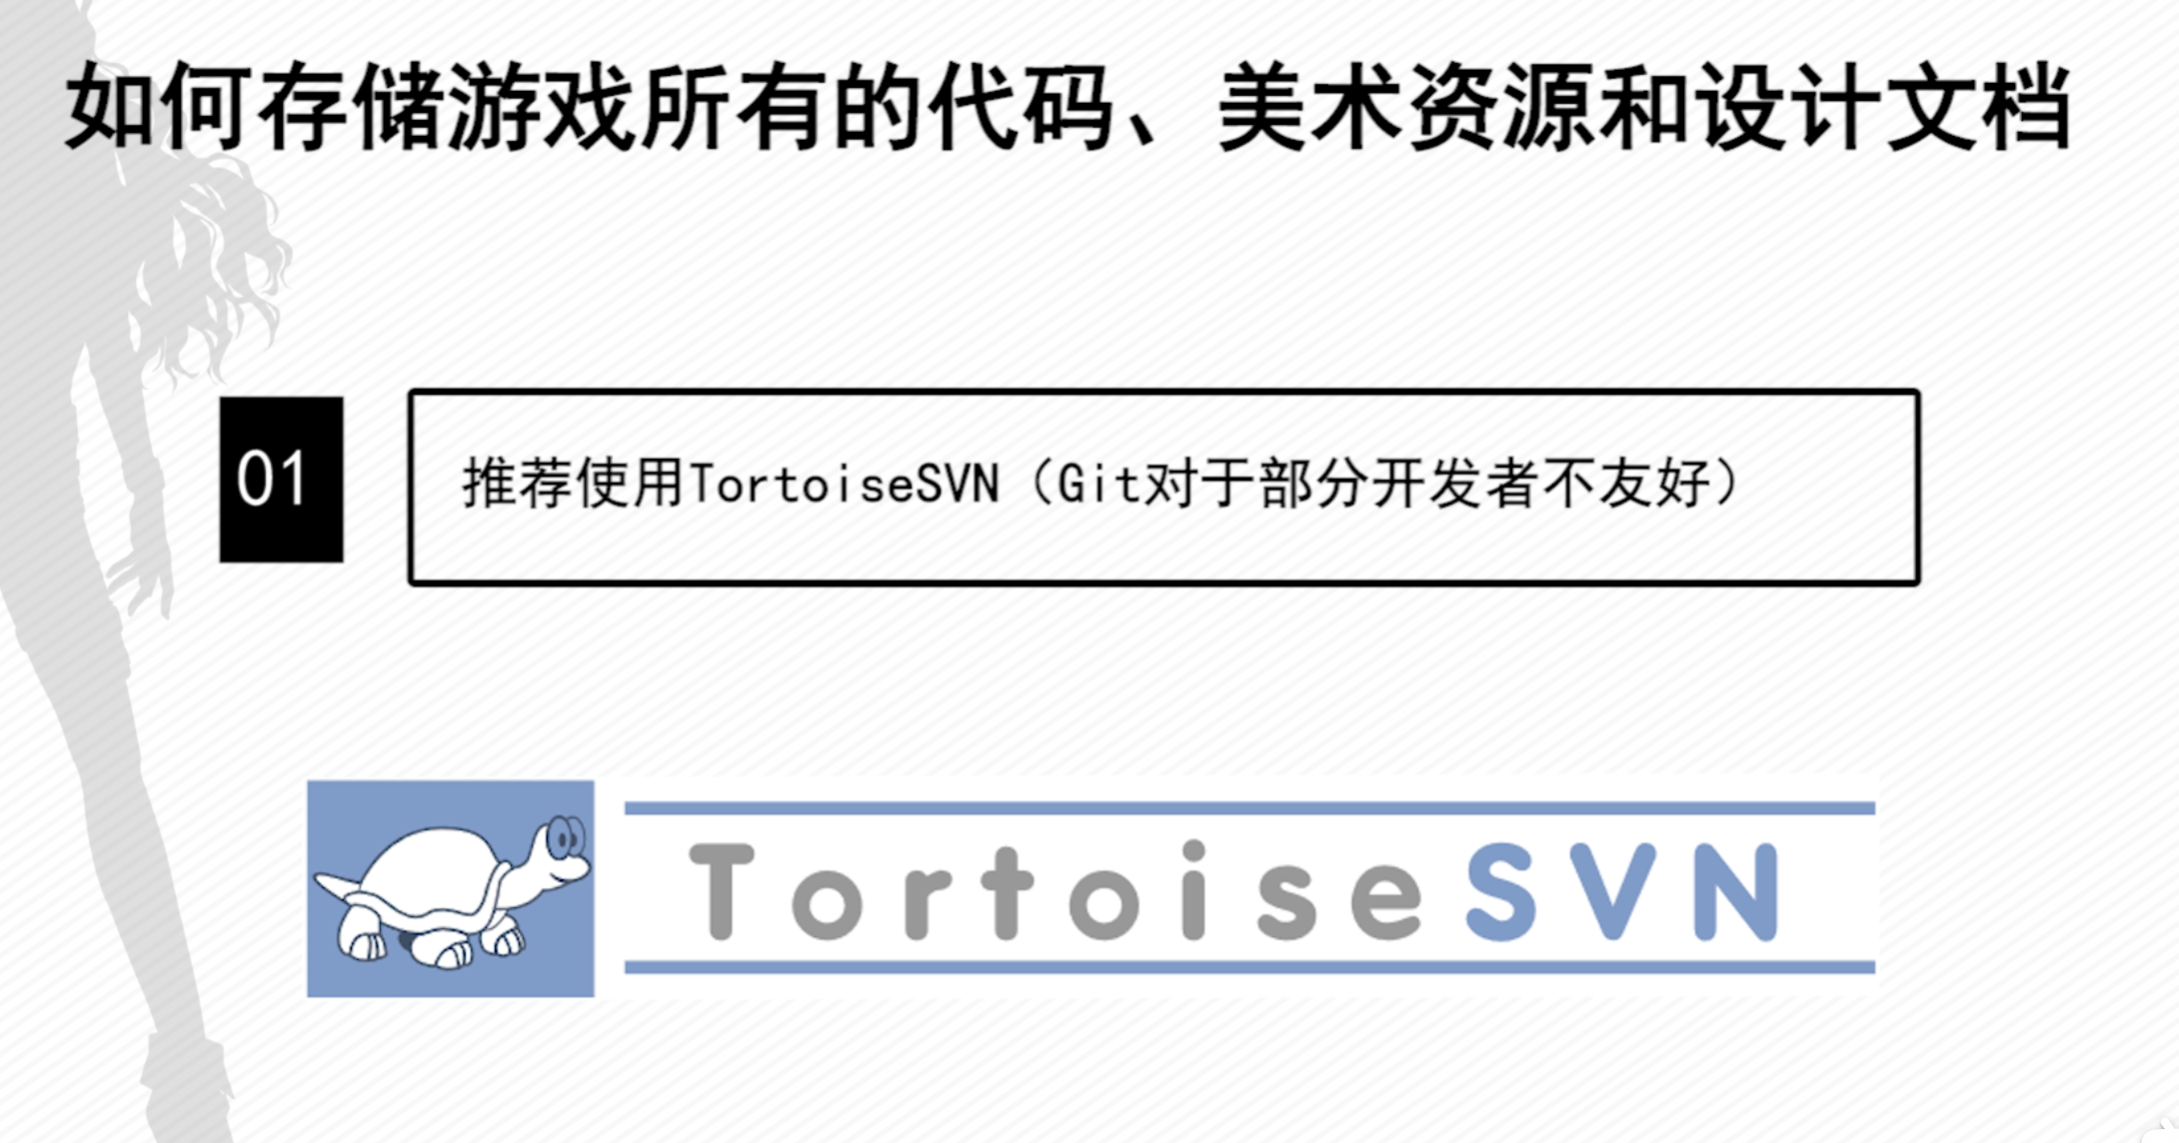 如何存储游戏所有的代码、美术资源和设计文档
01
推荐使用TortoiseSVN（Git对于部分开发者不友好）
TortoiseSVN